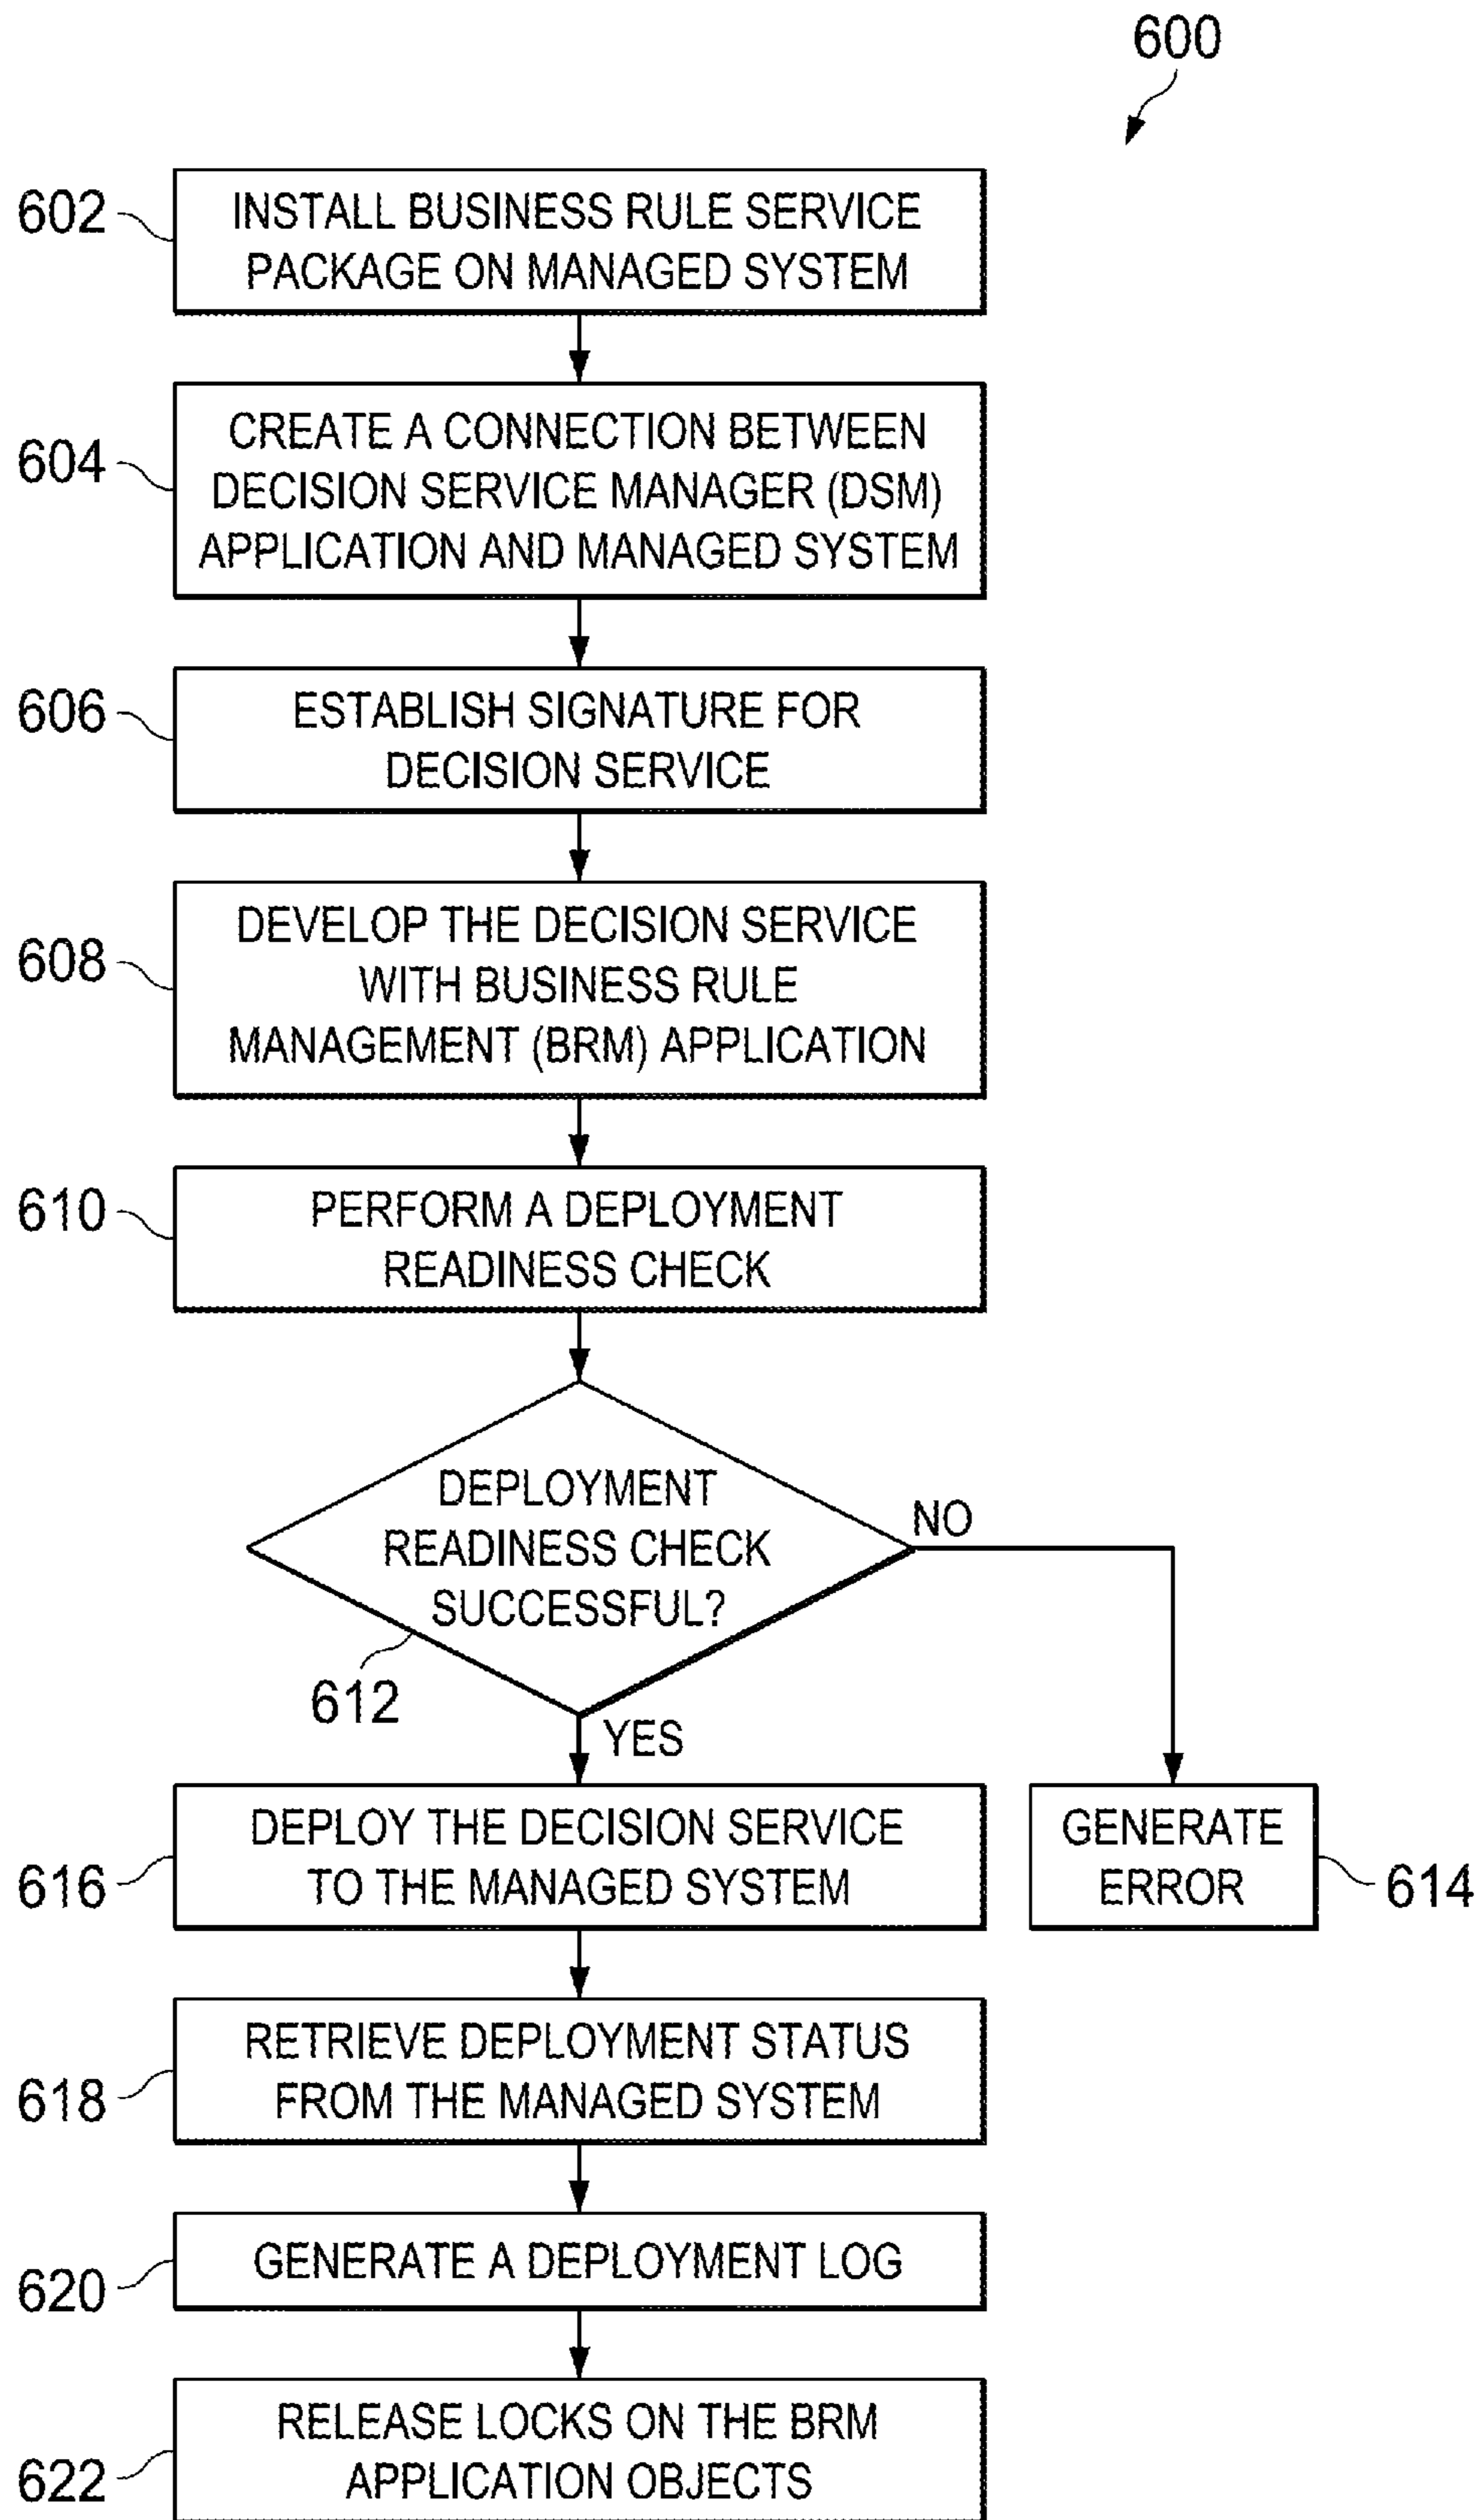 600
602
INSTALL BUSINESS RULE SERVICE
PACKAGE ON MANAGED SYSTEM
604
CREATE A CONNECTION BETWEEN
DECISION SERVICE MANAGER (DSM)
APPLICATION AND MANAGED SYSTEM
606
ESTABLISH SIGNATURE FOR
DECISION SERVICE
608
DEVELOP THE DECISION SERVICE
WITH BUSINESS RULE
MANAGEMENT (BRM) APPLICATION
610
PERFORM A DEPLOYMENT
READINESS CHECK
DEPLOYMENT
READINESS CHECK
SUCCESSFUL?
NO
612
YES
616
DEPLOY THE DECISION SERVICE
TO THE MANAGED SYSTEM
GENERATE
ERROR
614
618
RETRIEVE DEPLOYMENT STATUS
FROM THE MANAGED SYSTEM
620
GENERATE A DEPLOYMENT LOG
622
RELEASE LOCKS ON THE BRM
APPLICATION OBJECTS